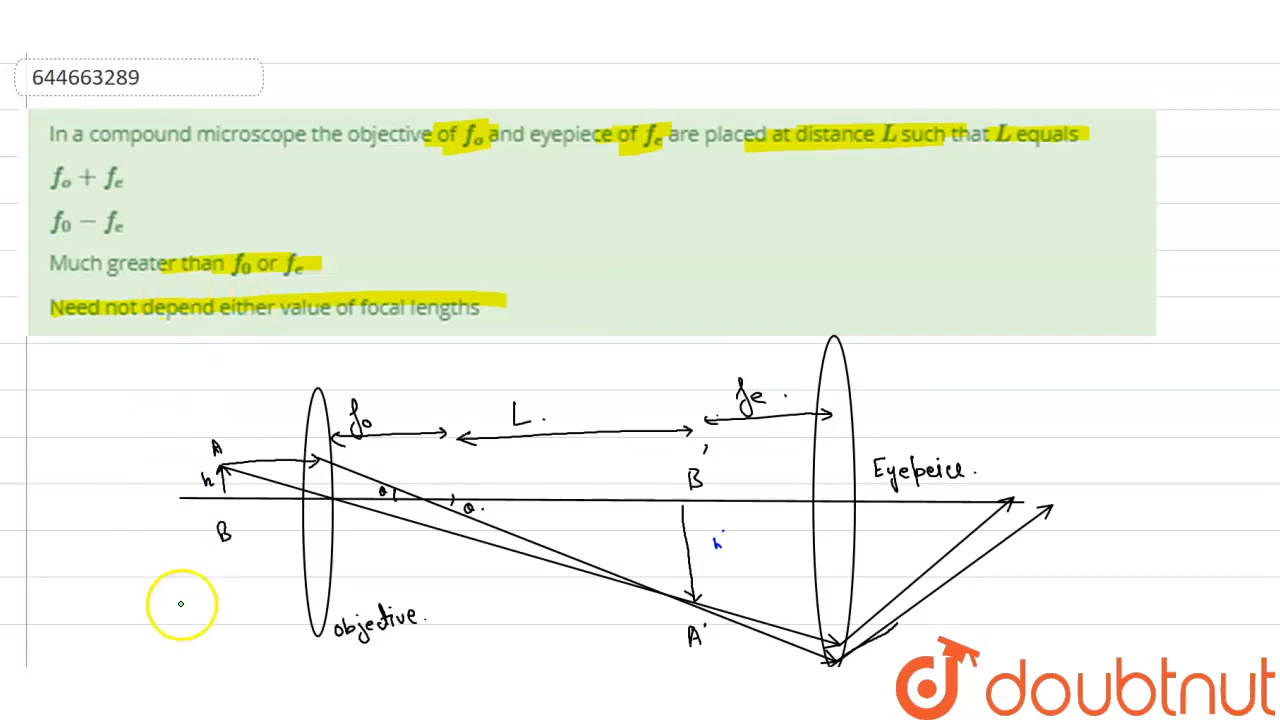 644663289
In a compound microscope the objective of fₒ and eyepiece of fₑ are placed at distance L such that L equals
fₒ + fₑ
f₀ − fₑ
Much greater than f₀ or fₑ
Need not depend either value of focal lengths
fo
L.
fe.
A
h
B
θ
θ.
B'
h'
A'
Eyepeice.
objective.
doubtnut